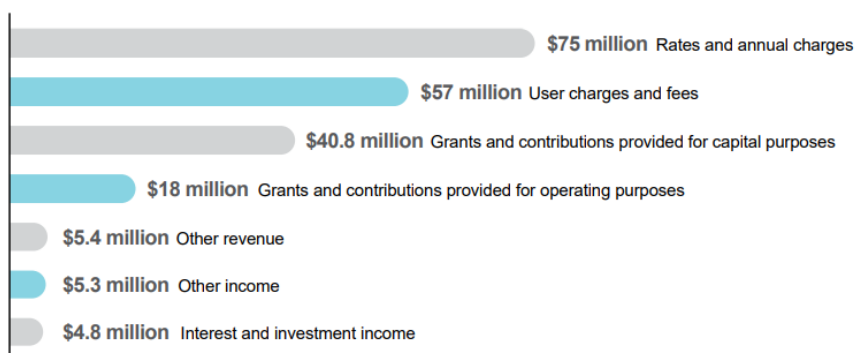 $75 million Rates and annual charges
$57 million User charges and fees
$40.8 million Grants and contributions provided for capital purposes
$18 million Grants and contributions provided for operating purposes
$5.4 million Other revenue
$5.3 million Other income
$4.8 million Interest and investment income